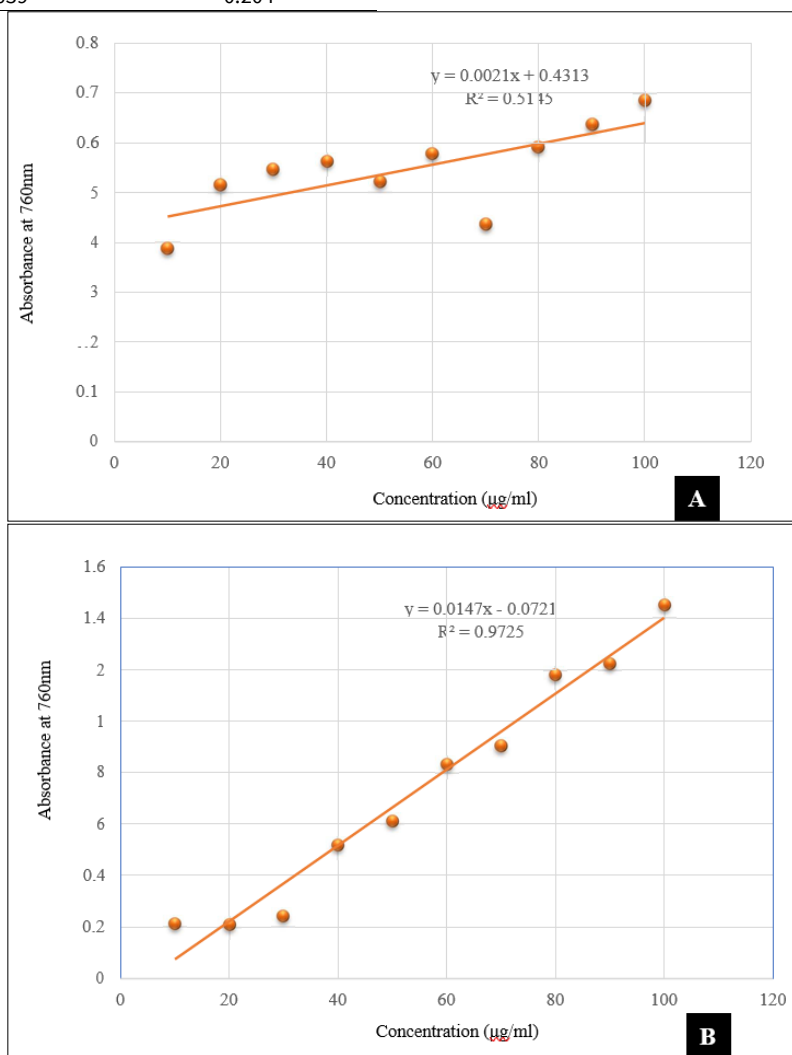 0.204
0.8
y = 0.0021x + 0.4313
R² = 0.5145
0.7
0.6
5
4
3
2
0.1
0
0 20 40 60 80 100 120
Absorbance at 760nm
Concentration (µg/ml)
A
1.6
y = 0.0147x - 0.0721
R² = 0.9725
1.4
2
1
8
6
0.4
0.2
0
0 20 40 60 80 100 120
Absorbance at 760nm
Concentration (µg/ml)
B